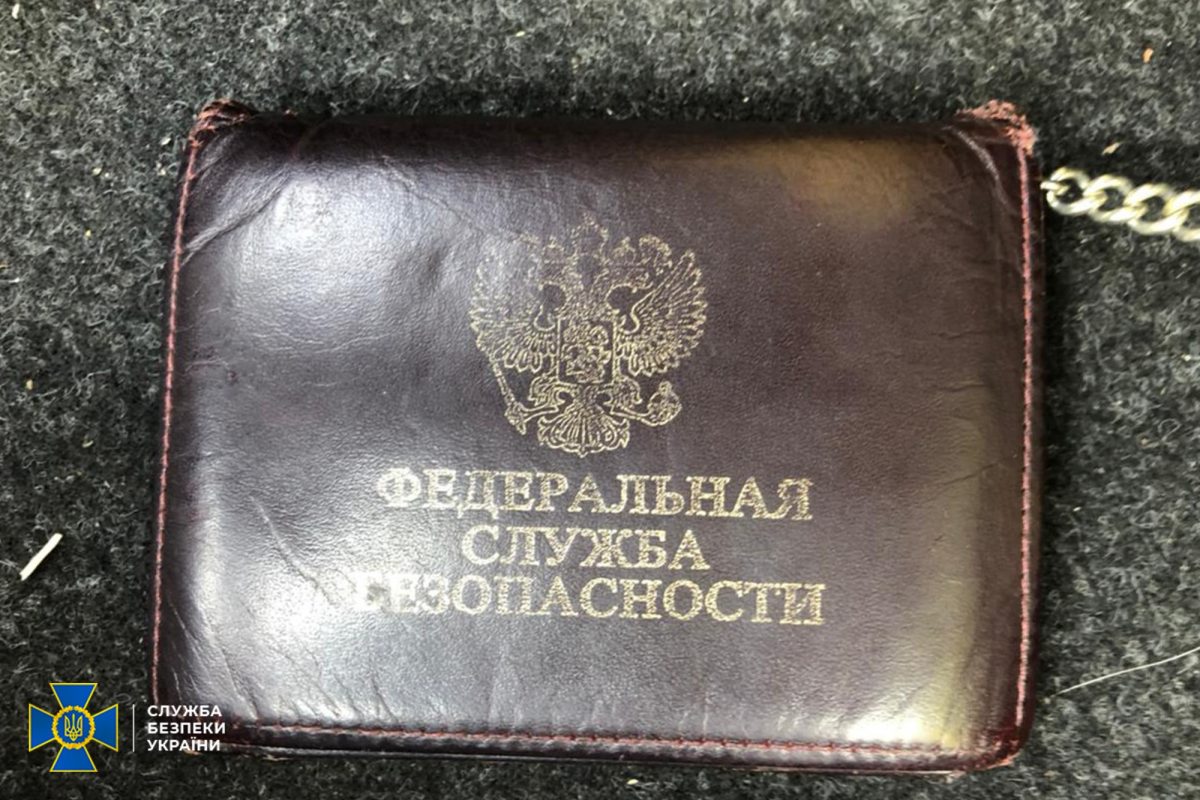 ФЕДЕРАЛЬНАЯ
СЛУЖБА
БЕЗОПАСНОСТИ
СЛУЖБА
БЕЗПЕКИ
УКРАЇНИ